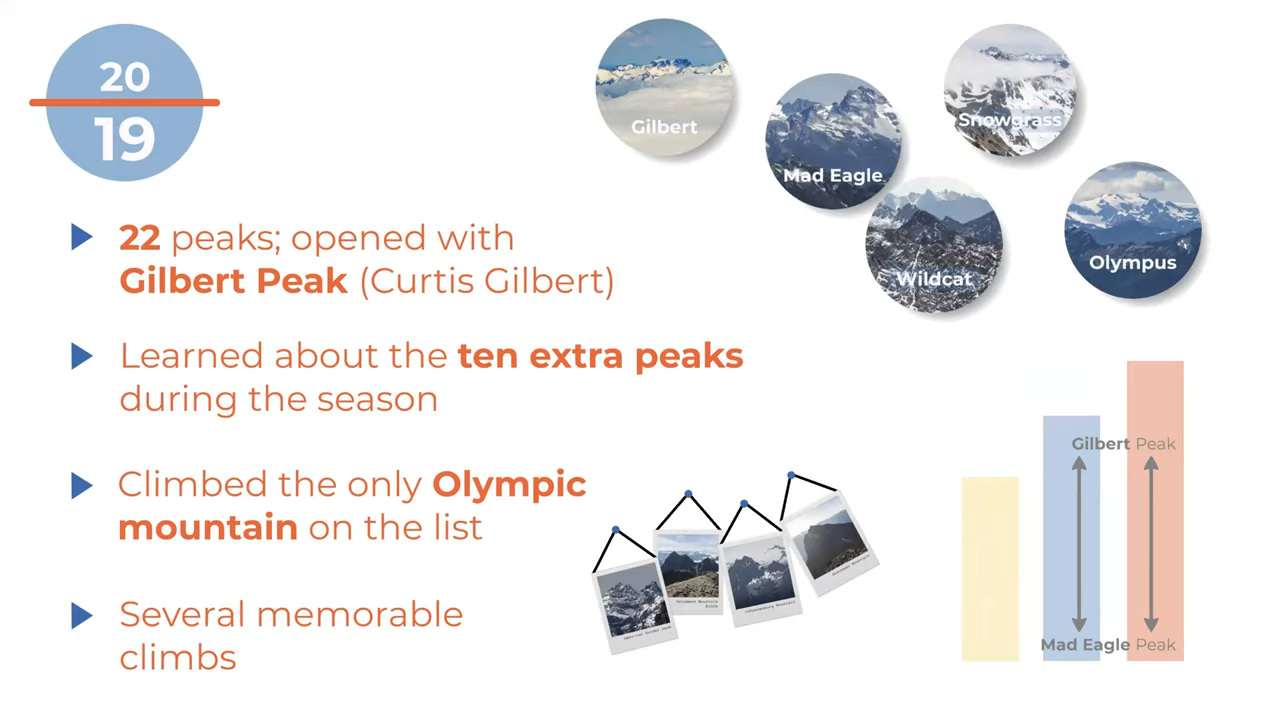 20
19
Gilbert
Mad Eagle
Snowgrass
Wildcat
Olympus
22 peaks; opened with
Gilbert Peak (Curtis Gilbert)
Learned about the ten extra peaks
during the season
Climbed the only Olympic
mountain on the list
Several memorable
climbs
Gilbert Peak
Mad Eagle Peak
Johannesburg Mountain